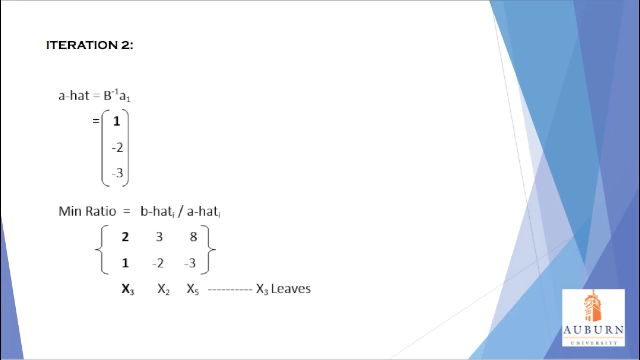 ITERATION 2:
a-hat = B⁻¹a₁
= 1
-2
-3
Min Ratio = b-hatᵢ / a-hatᵢ
2 3 8
1 -2 -3
X₃ X₂ X₅ ---------- X₃ Leaves
AUBURN
UNIVERSITY